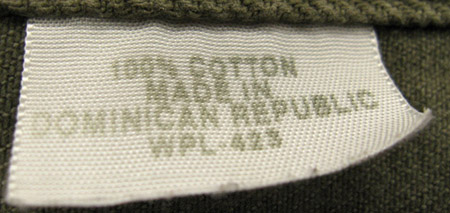 100% COTTON
MADE IN
DOMINICAN REPUBLIC
WPL-423